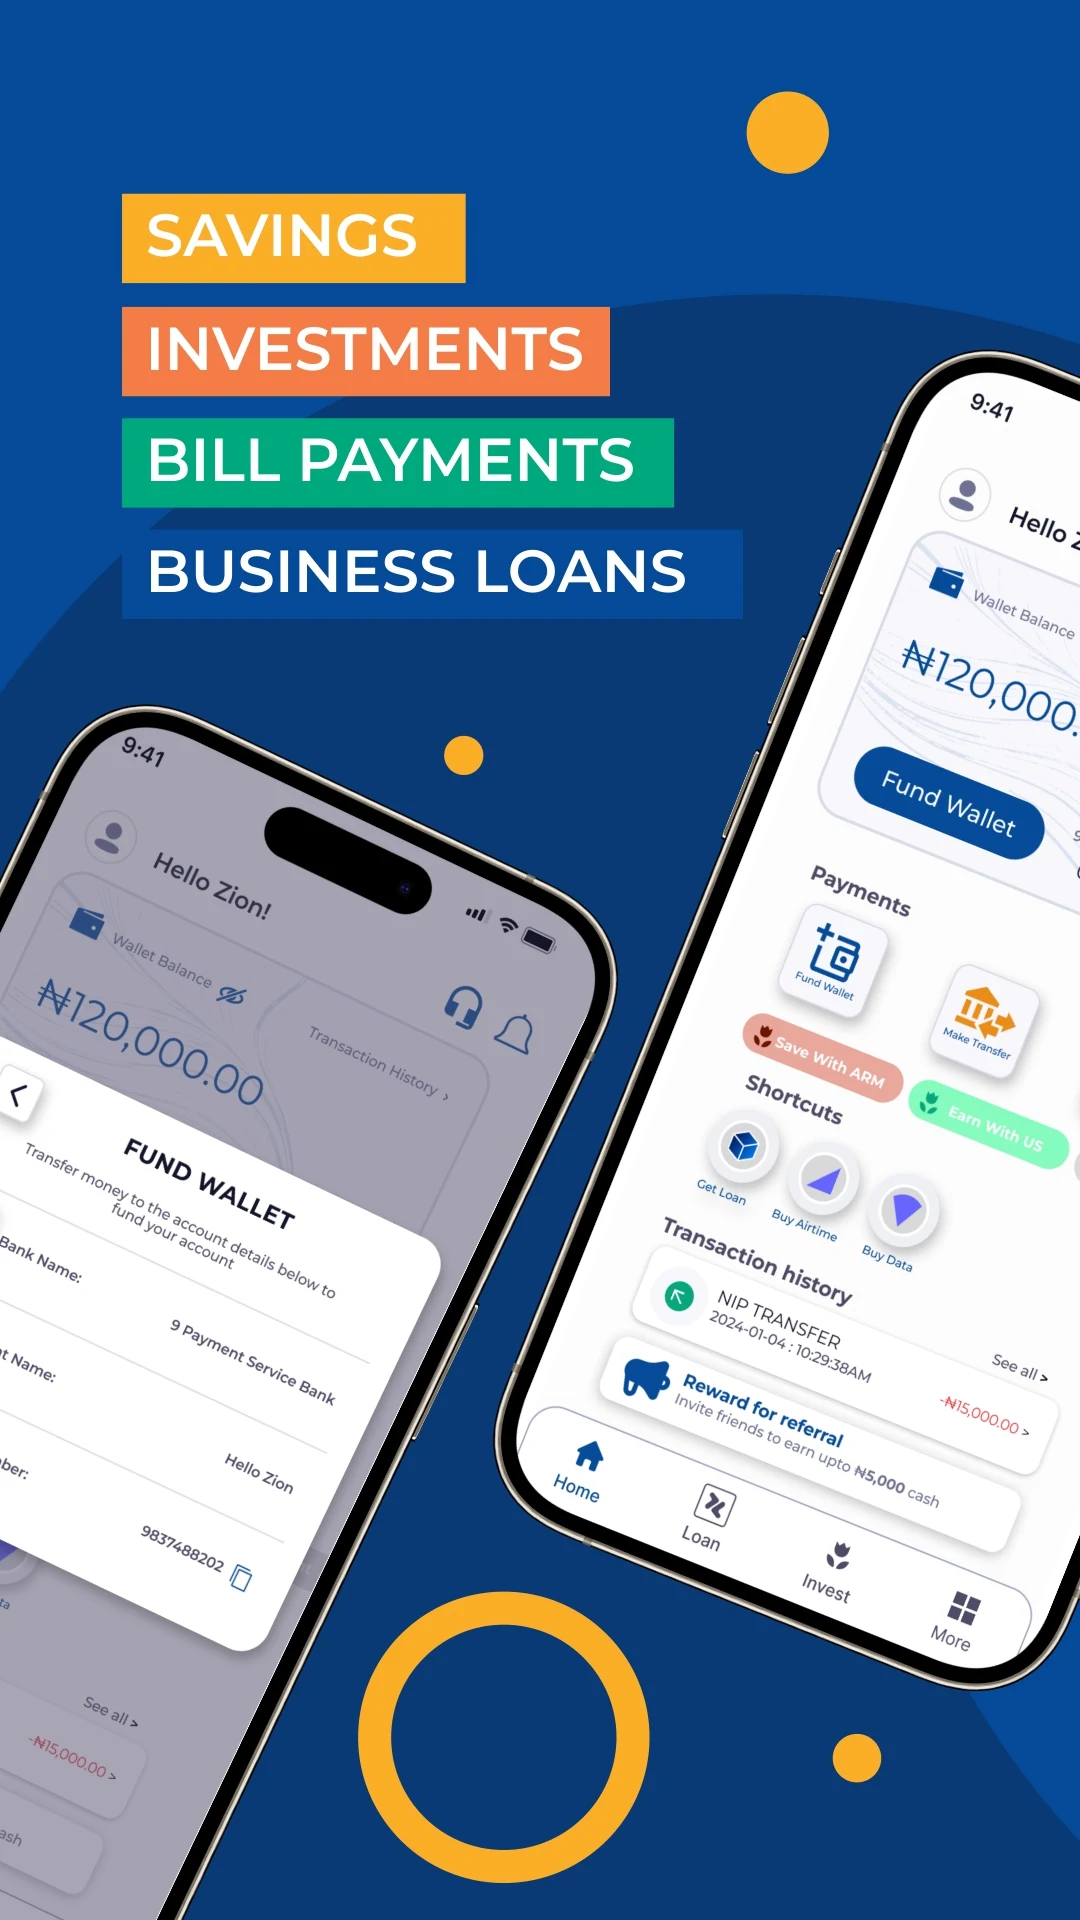 SAVINGS
INVESTMENTS
BILL PAYMENTS
BUSINESS LOANS
9:41
Hello Zion!
Wallet Balance
₦120,000.00
Transaction History ›
FUND WALLET
Transfer money to the account details below to
fund your account
Bank Name:
9 Payment Service Bank
Name:
Hello Zion
9837488202
See all >
-₦15,000.00 >
9:41
Hello
Wallet Balance
₦120,000.
Fund Wallet
Payments
Fund Wallet
Make Transfer
Save With ARM
Earn With US
Shortcuts
Get Loan
Buy Airtime
Buy Data
Transaction history
See all >
NIP TRANSFER
2024-01-04 : 10:29:38AM
-₦15,000.00 >
Reward for referral
Invite friends to earn upto ₦5,000 cash
Home
Loan
Invest
More